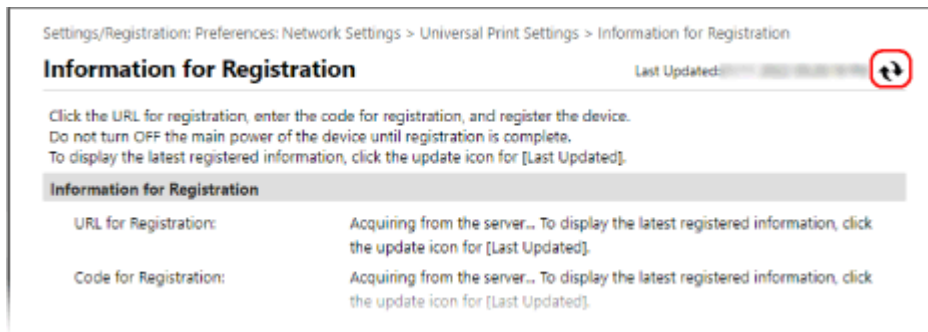 Settings/Registration: Preferences: Network Settings > Universal Print Settings > Information for Registration
Information for Registration
Last Updated:
Click the URL for registration, enter the code for registration, and register the device.
Do not turn OFF the main power of the device until registration is complete.
To display the latest registered information, click the update icon for [Last Updated].
Information for Registration
URL for Registration: Acquiring from the server... To display the latest registered information, click
the update icon for [Last Updated].
Code for Registration: Acquiring from the server... To display the latest registered information, click
the update icon for [Last Updated].